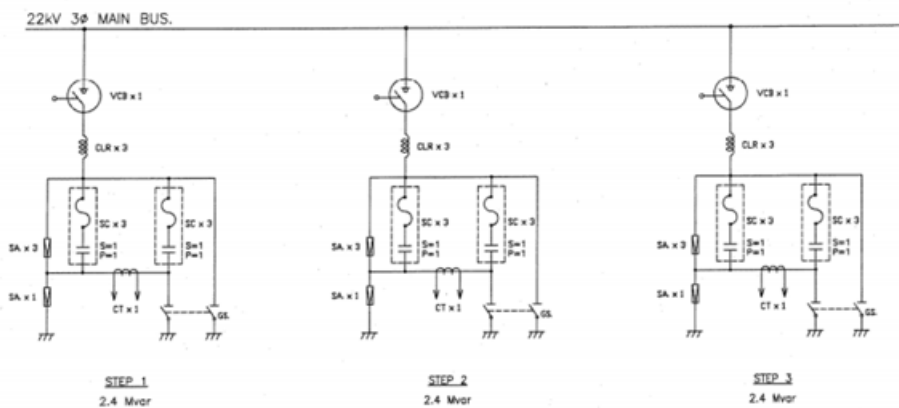 22kV 3ø MAIN BUS.
VCB x 1
VCB x 1
VCB x 1
CLR x 3
CLR x 3
CLR x 3
SC x 3
SC x 3
SC x 3
SC x 3
SC x 3
SC x 3
SA. x 3
S=1
P=1
S=1
P=1
SA. x 3
S=1
P=1
S=1
P=1
SA. x 3
S=1
P=1
S=1
P=1
SA. x 1
CT x 1
GS.
SA. x 1
CT x 1
GS.
SA. x 1
CT x 1
GS.
STEP 1
2.4 Mvar
STEP 2
2.4 Mvar
STEP 3
2.4 Mvar